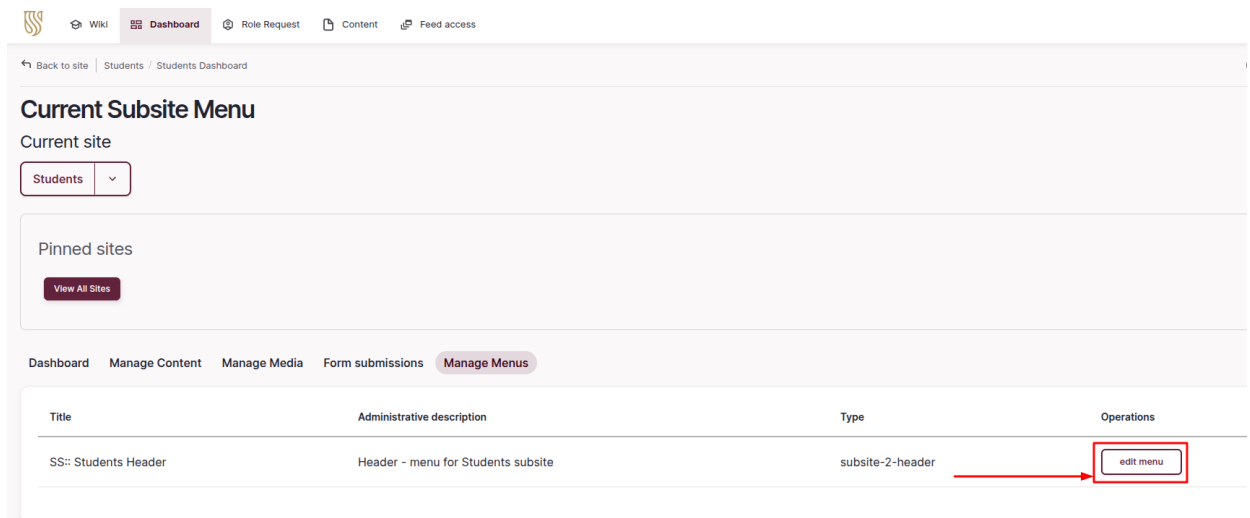 Wiki Dashboard Role Request Content Feed access
Back to site | Students / Students Dashboard
Current Subsite Menu
Current site
Students
Pinned sites
View All Sites
Dashboard Manage Content Manage Media Form submissions Manage Menus
Title Administrative description Type Operations
SS:: Students Header Header - menu for Students subsite subsite-2-header edit menu